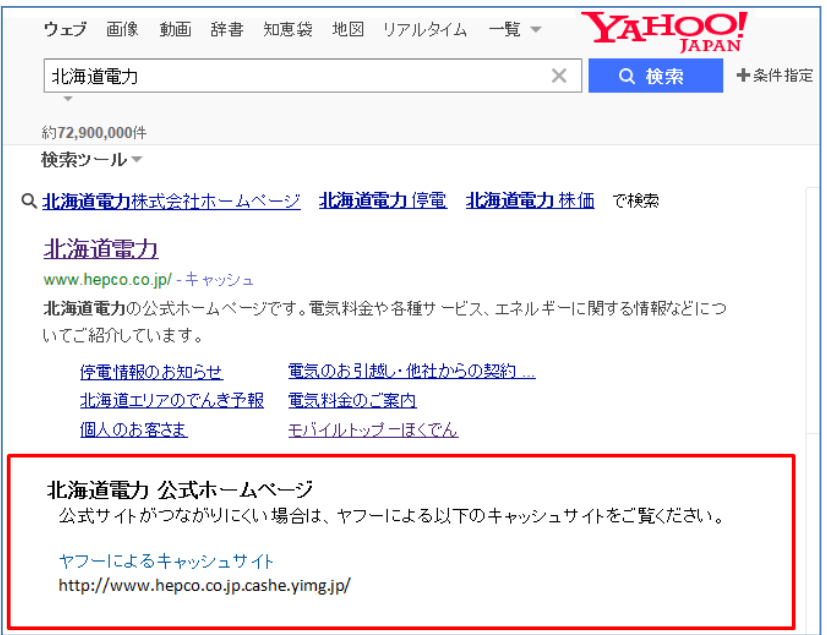 ウェブ 画像 動画 辞書 知恵袋 地図 リアルタイム 一覧
YAHOO!
JAPAN
北海道電力
検索
条件指定
約72,900,000件
検索ツール
北海道電力株式会社ホームページ 北海道電力 停電 北海道電力 株価 で検索
北海道電力
www.hepco.co.jp/ - キャッシュ
北海道電力の公式ホームページです。電気料金や各種サービス、エネルギーに関する情報などにつ
いてご紹介しています。
停電情報のお知らせ 電気のお引越し・他社からの契約 ...
北海道エリアのでんき予報 電気料金のご案内
個人のお客さま モバイルトップ－ほくでん
北海道電力 公式ホームページ
公式サイトがつながりにくい場合は、ヤフーによる以下のキャッシュサイトをご覧ください。
ヤフーによるキャッシュサイト
http://www.hepco.co.jp.cashe.yimg.jp/